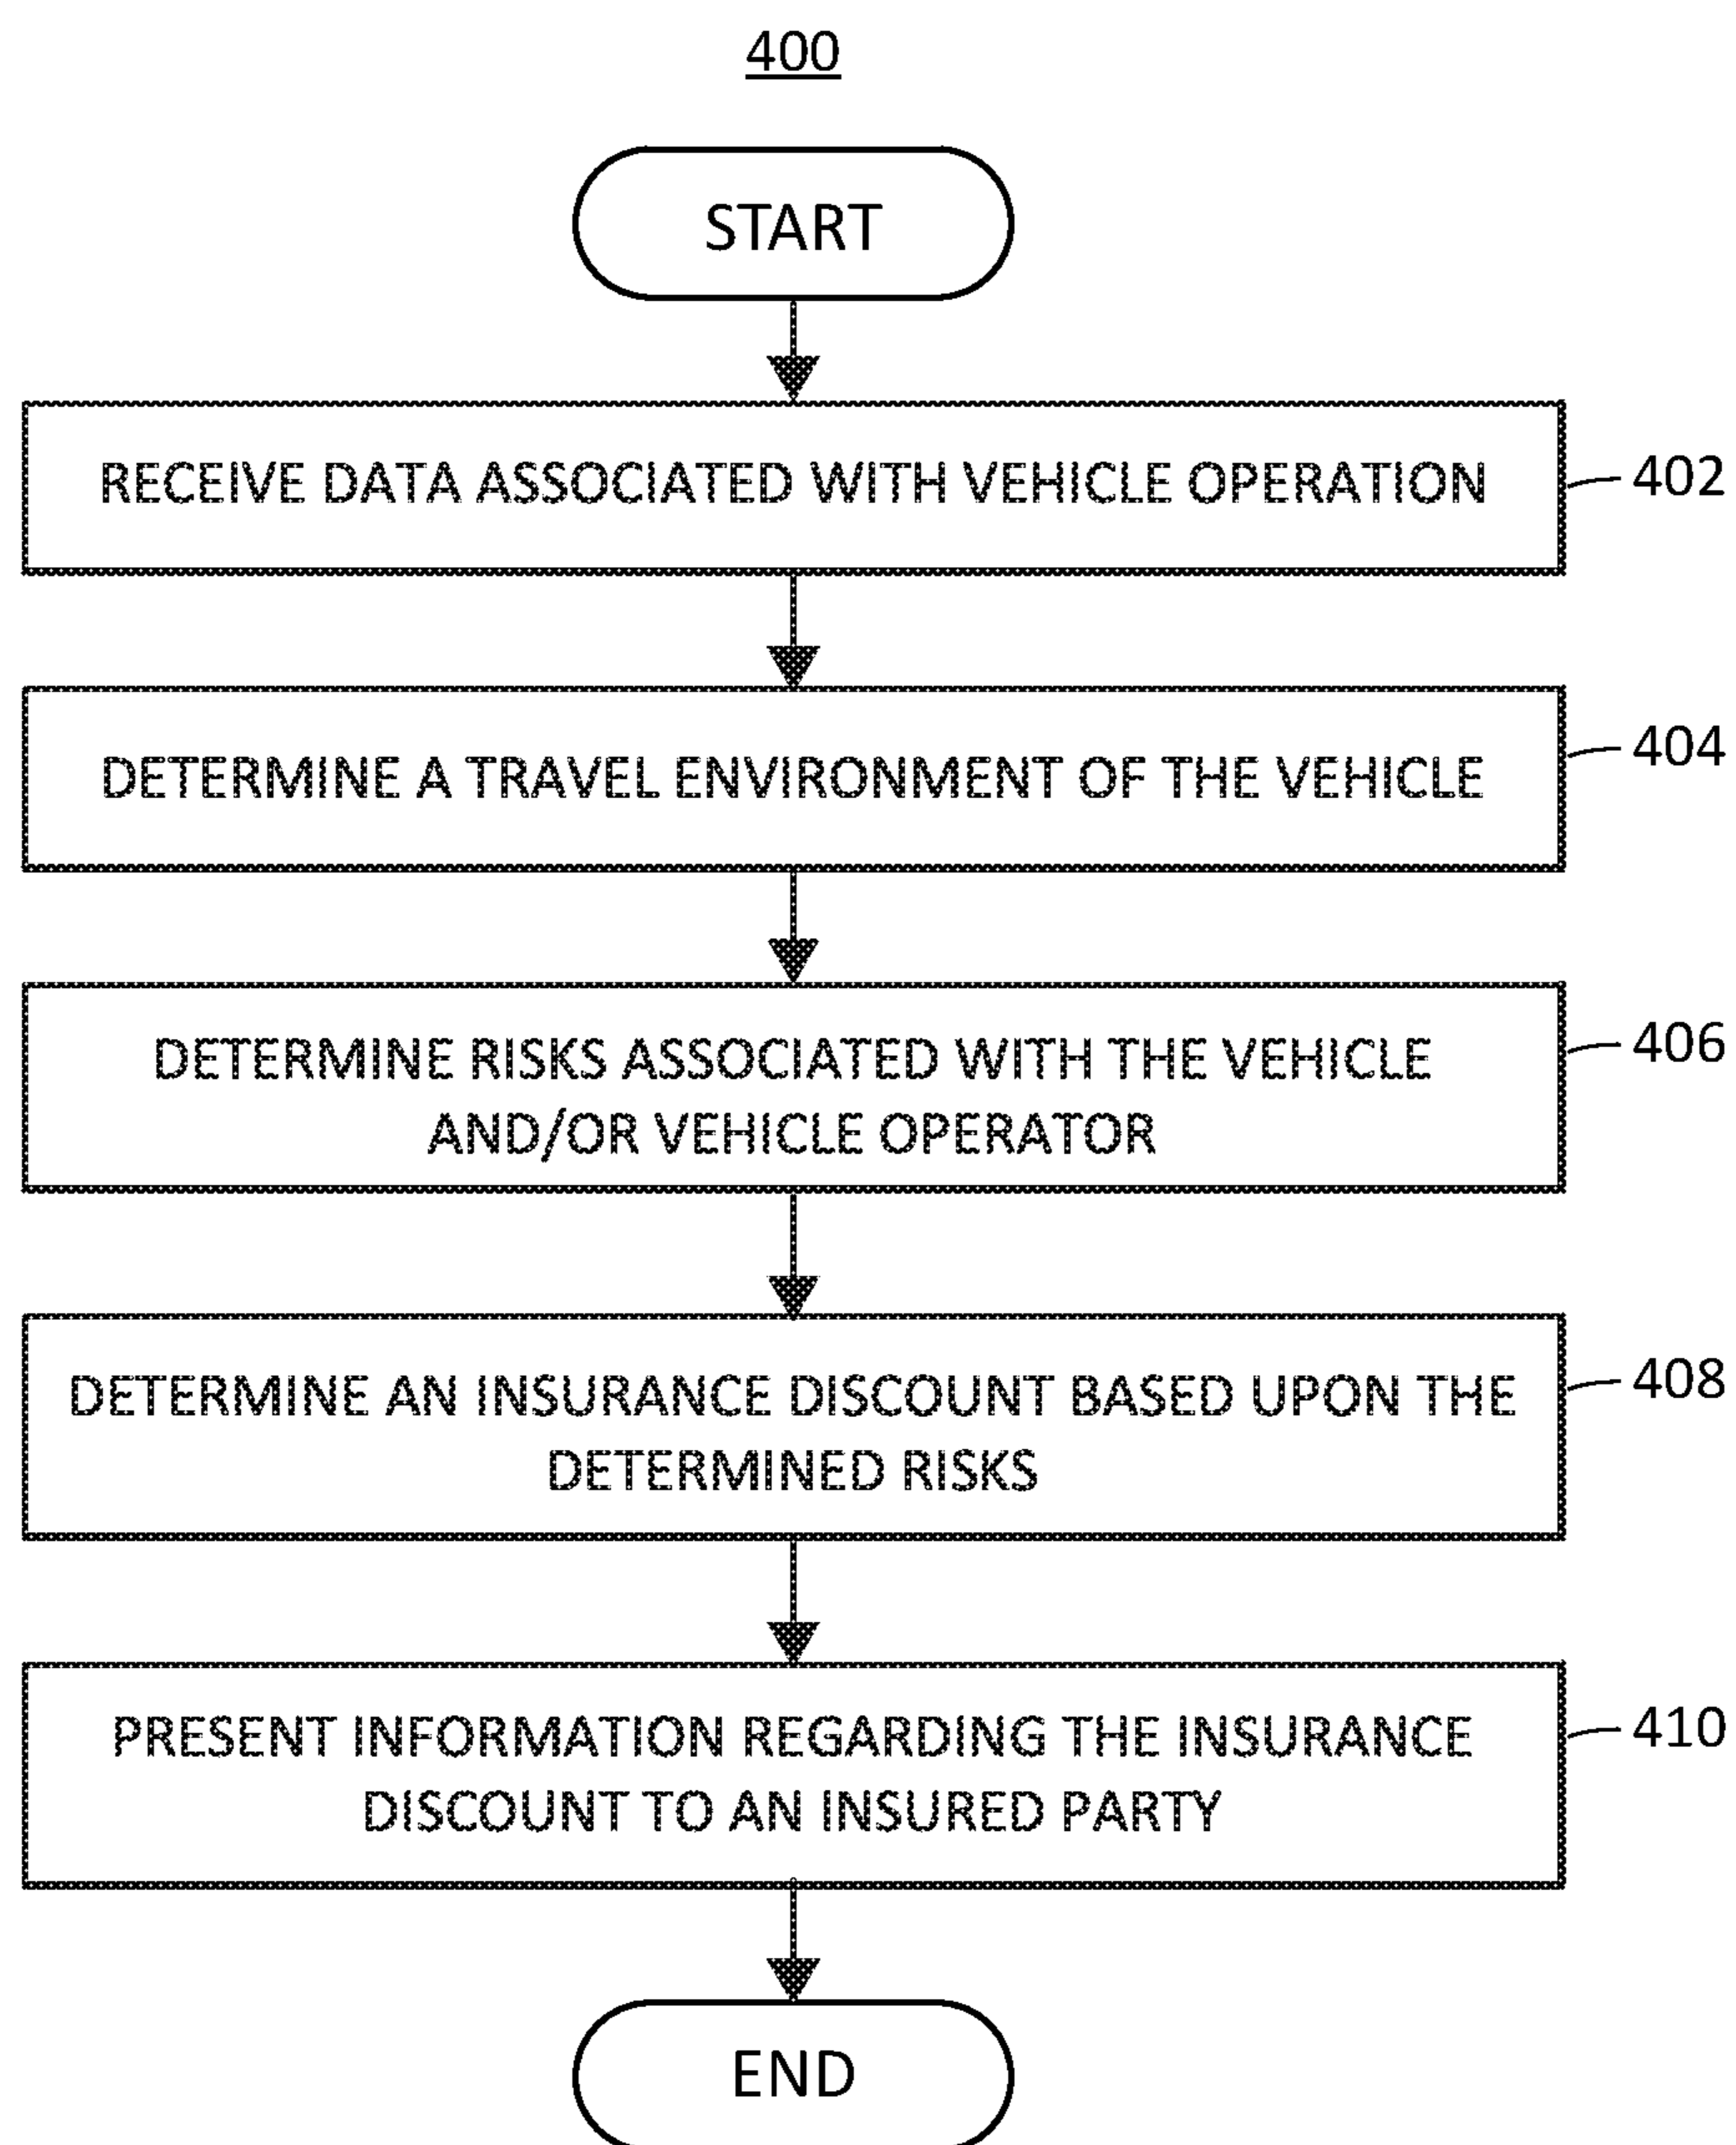 400
START
RECEIVE DATA ASSOCIATED WITH VEHICLE OPERATION
402
DETERMINE A TRAVEL ENVIRONMENT OF THE VEHICLE
404
DETERMINE RISKS ASSOCIATED WITH THE VEHICLE
AND/OR VEHICLE OPERATOR
406
DETERMINE AN INSURANCE DISCOUNT BASED UPON THE
DETERMINED RISKS
408
PRESENT INFORMATION REGARDING THE INSURANCE
DISCOUNT TO AN INSURED PARTY
410
END